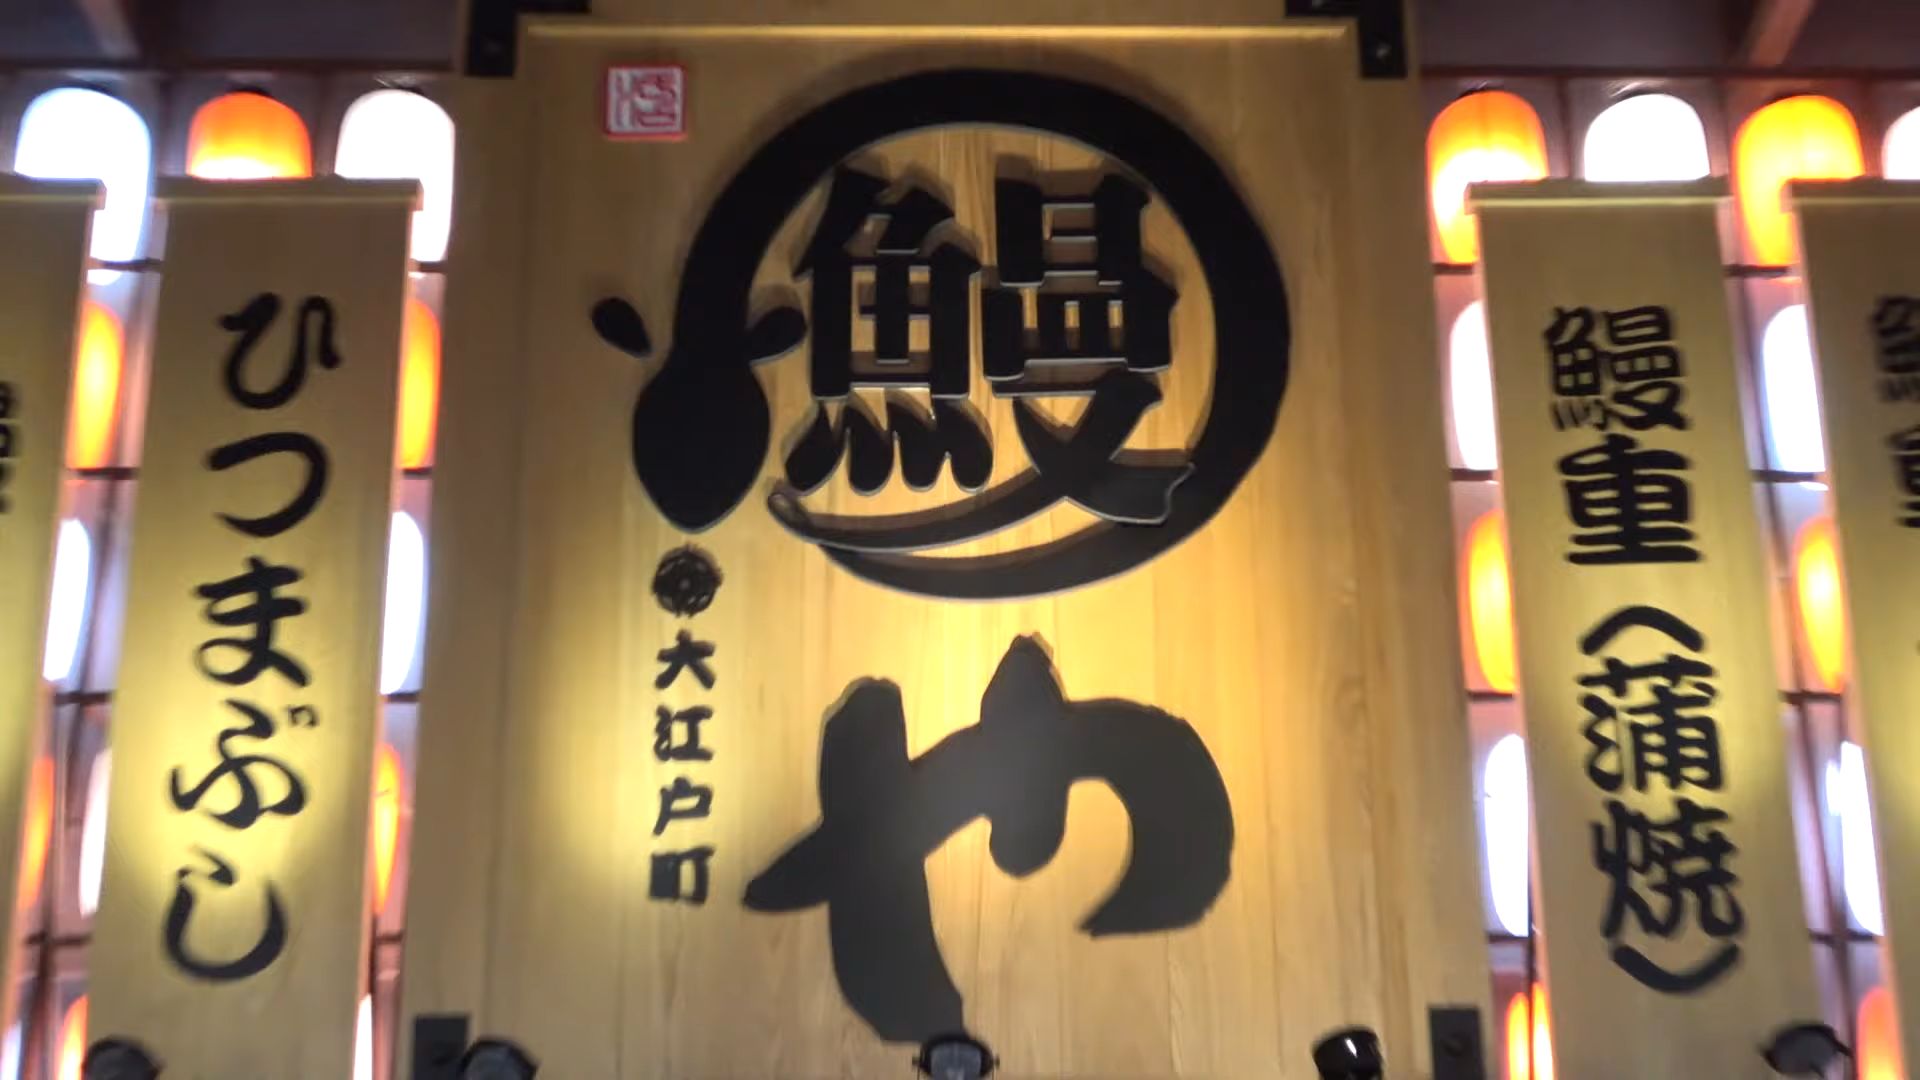 鰻
や
大江戸町
ひつまぶし
鰻重(蒲焼)